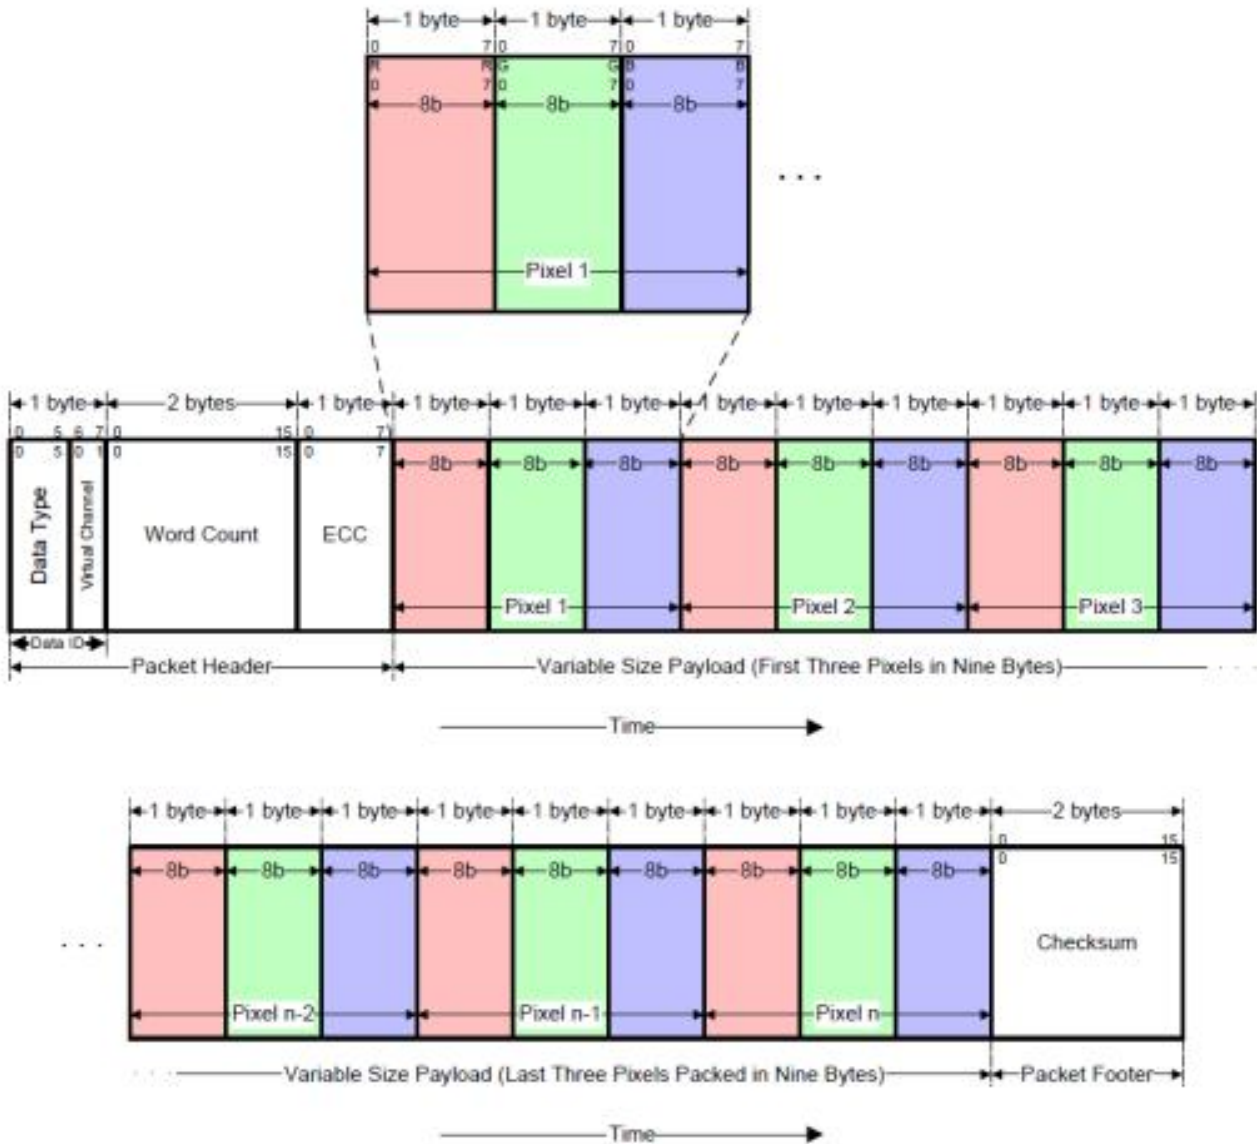 1 byte 1 byte 1 byte
0 7 0 7 0 7
R R G G B B
0 7 0 7 0 7
8b 8b 8b
. . .
Pixel 1
1 byte 2 bytes 1 byte 1 byte 1 byte 1 byte 1 byte 1 byte 1 byte 1 byte 1 byte 1 byte
0 5 6 7 0 15 0 7
0 5 0 1 0 15 0 7
8b 8b 8b 8b 8b 8b 8b 8b 8b
Data Type Virtual Channel Word Count ECC
Pixel 1 Pixel 2 Pixel 3
Data ID
Packet Header Variable Size Payload (First Three Pixels in Nine Bytes) . . . .
Time
1 byte 1 byte 1 byte 1 byte 1 byte 1 byte 1 byte 1 byte 1 byte 2 bytes
0 15
0 15
8b 8b 8b 8b 8b 8b 8b 8b 8b
. . . Checksum
Pixel n-2 Pixel n-1 Pixel n
. . . . Variable Size Payload (Last Three Pixels Packed in Nine Bytes) Packet Footer
Time